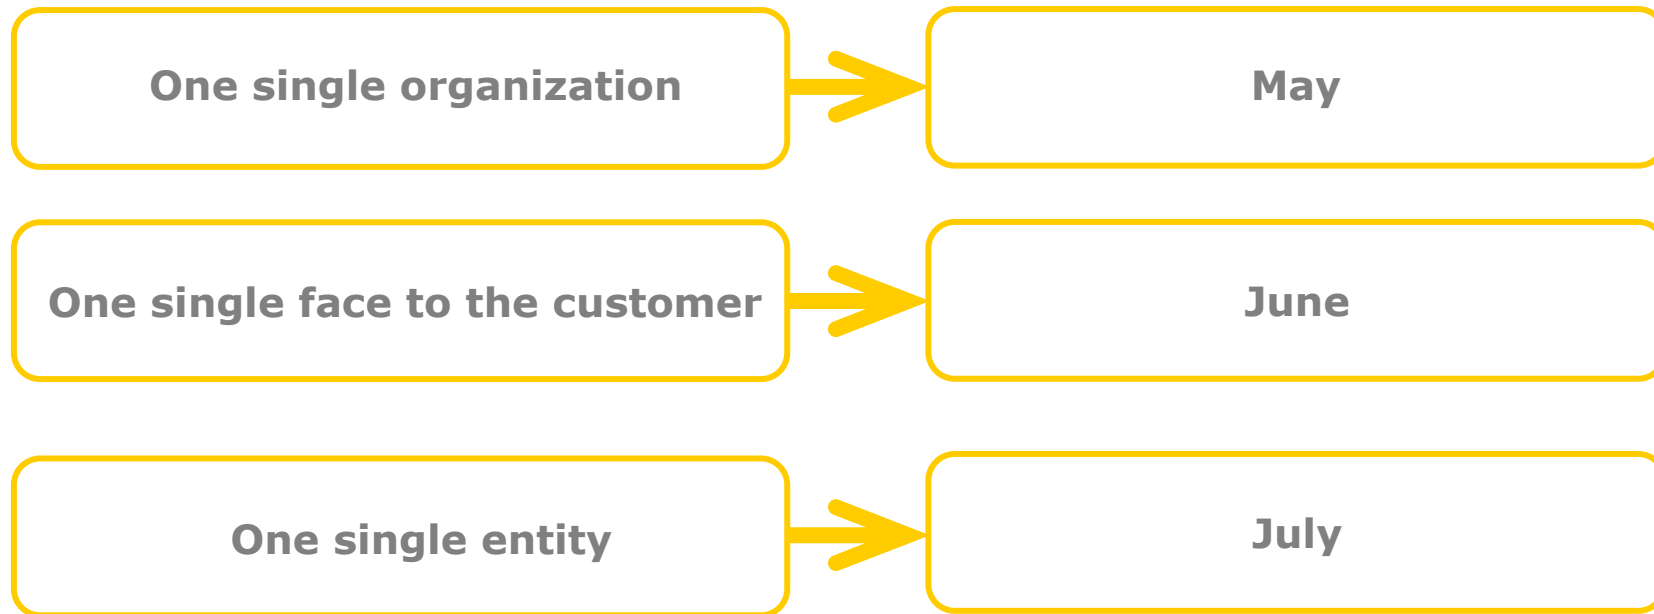 One single organization
May
One single face to the customer
June
One single entity
July